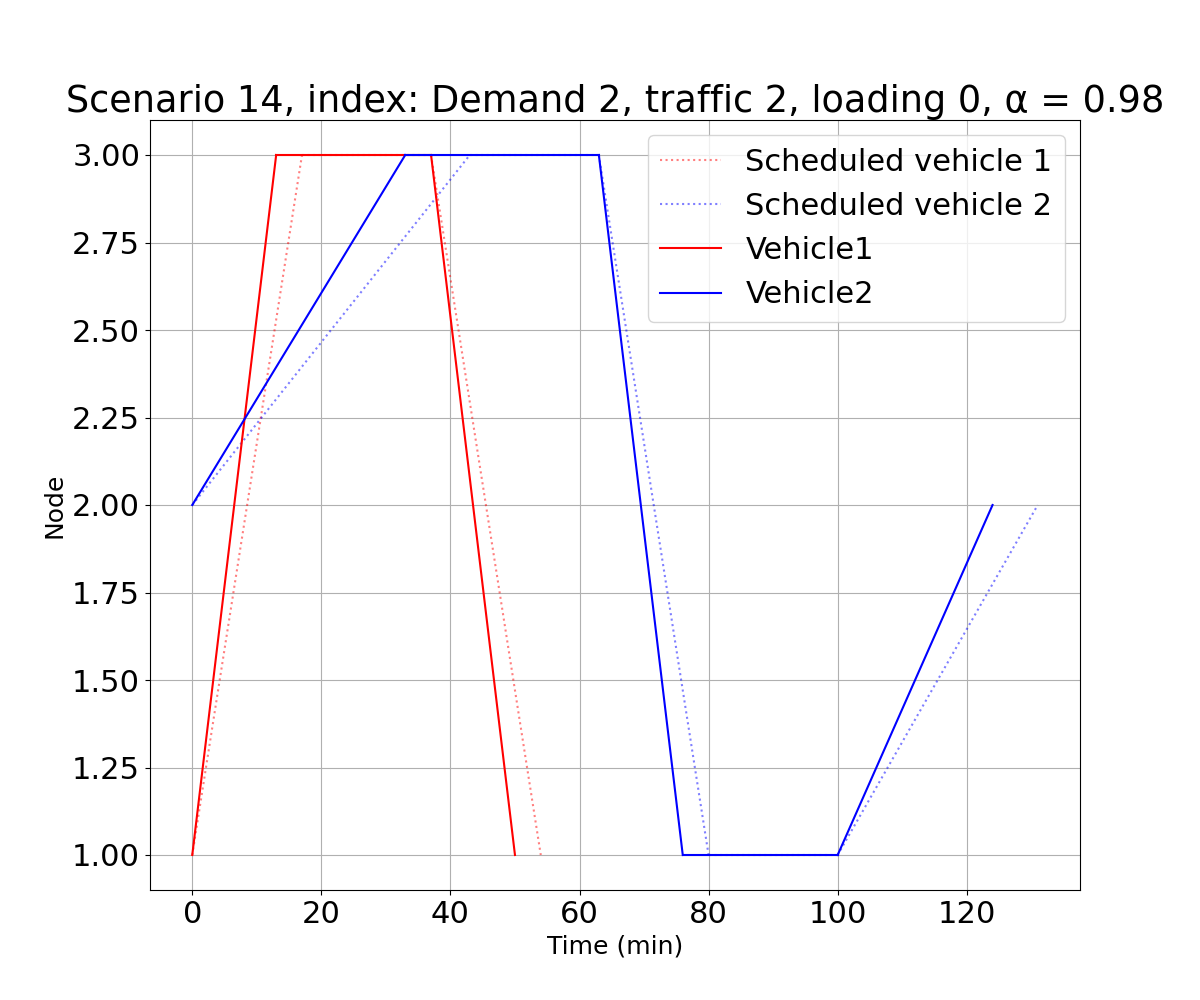 Scenario 14, index: Demand 2, traffic 2, loading 0, α = 0.98
3.00
2.75
2.50
2.25
2.00
1.75
1.50
1.25
1.00
Node
Scheduled vehicle 1
Scheduled vehicle 2
Vehicle1
Vehicle2
0 20 40 60 80 100 120
Time (min)